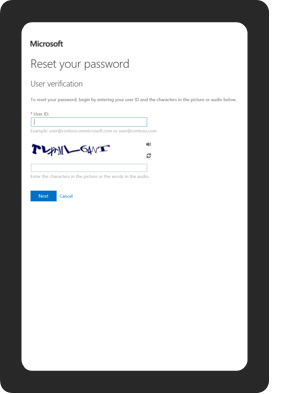 Microsoft
Reset your password
User verification
To reset your password, begin by entering your user ID and the characters in the picture or audio below.
* User ID:
Example: user@contoso.onmicrosoft.com or user@contoso.com
Enter the characters in the picture or the words in the audio.
Next Cancel